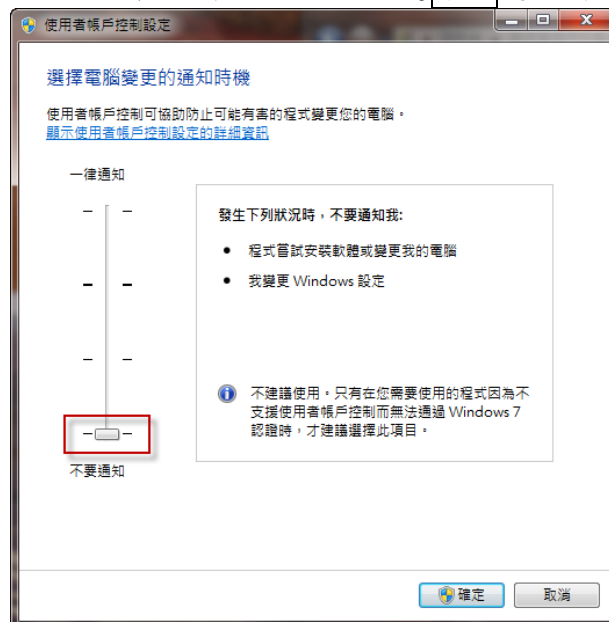 使用者帳戶控制設定
選擇電腦變更的通知時機
使用者帳戶控制可協助防止可能有害的程式變更您的電腦。
顯示使用者帳戶控制設定的詳細資訊
一律通知
發生下列狀況時，不要通知我:
• 程式嘗試安裝軟體或變更我的電腦
• 我變更 Windows 設定
不建議使用。只有在您需要使用的程式因為不
支援使用者帳戶控制而無法通過 Windows 7
認證時，才建議選擇此項目。
不要通知
確定
取消